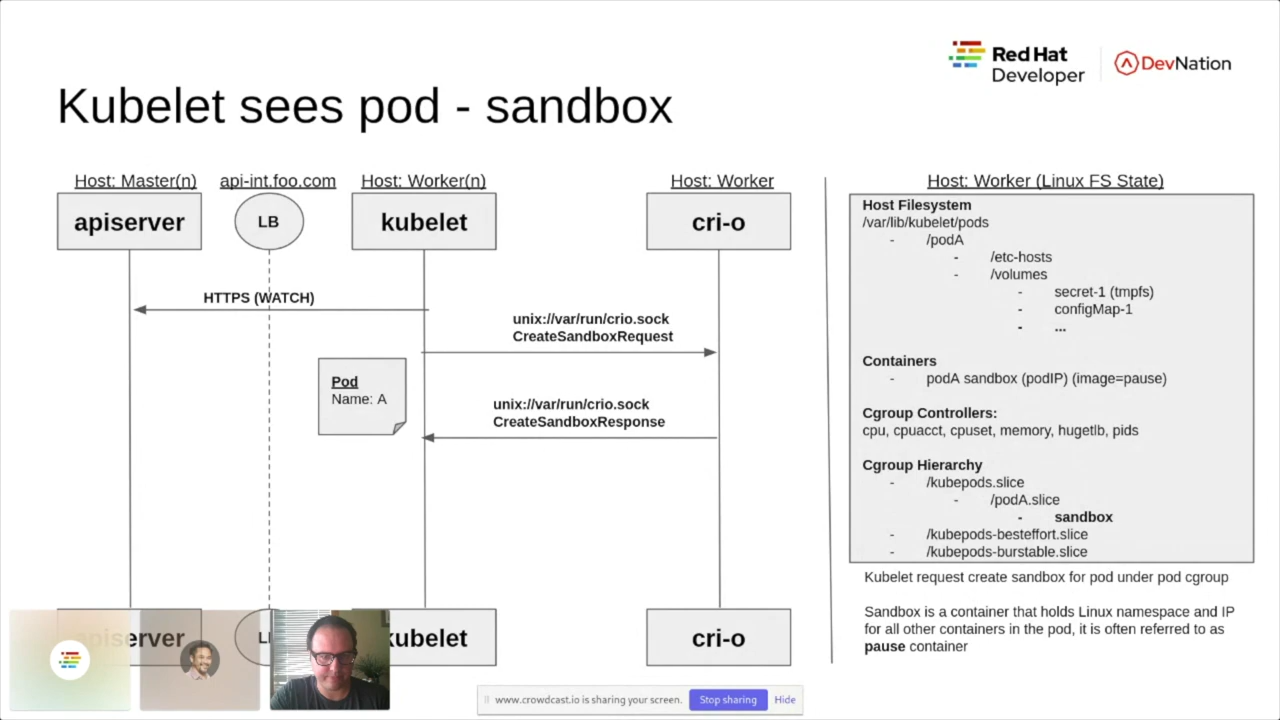 Red Hat
Developer
DevNation
Kubelet sees pod - sandbox
Host: Master(n)
api-int.foo.com
Host: Worker(n)
Host: Worker
Host: Worker (Linux FS State)
apiserver
LB
kubelet
cri-o
HTTPS (WATCH)
unix://var/run/crio.sock
CreateSandboxRequest
Pod
Name: A
unix://var/run/crio.sock
CreateSandboxResponse
Host Filesystem
/var/lib/kubelet/pods
- /podA
- /etc-hosts
- /volumes
- secret-1 (tmpfs)
- configMap-1
- ...
Containers
- podA sandbox (podIP) (image=pause)
Cgroup Controllers:
cpu, cpuacct, cpuset, memory, hugetlb, pids
Cgroup Hierarchy
- /kubepods.slice
- /podA.slice
- sandbox
- /kubepods-besteffort.slice
- /kubepods-burstable.slice
Kubelet request create sandbox for pod under pod cgroup
Sandbox is a container that holds Linux namespace and IP
for all other containers in the pod, it is often referred to as
pause container
kubelet
cri-o
www.crowdcast.io is sharing your screen.
Stop sharing
Hide